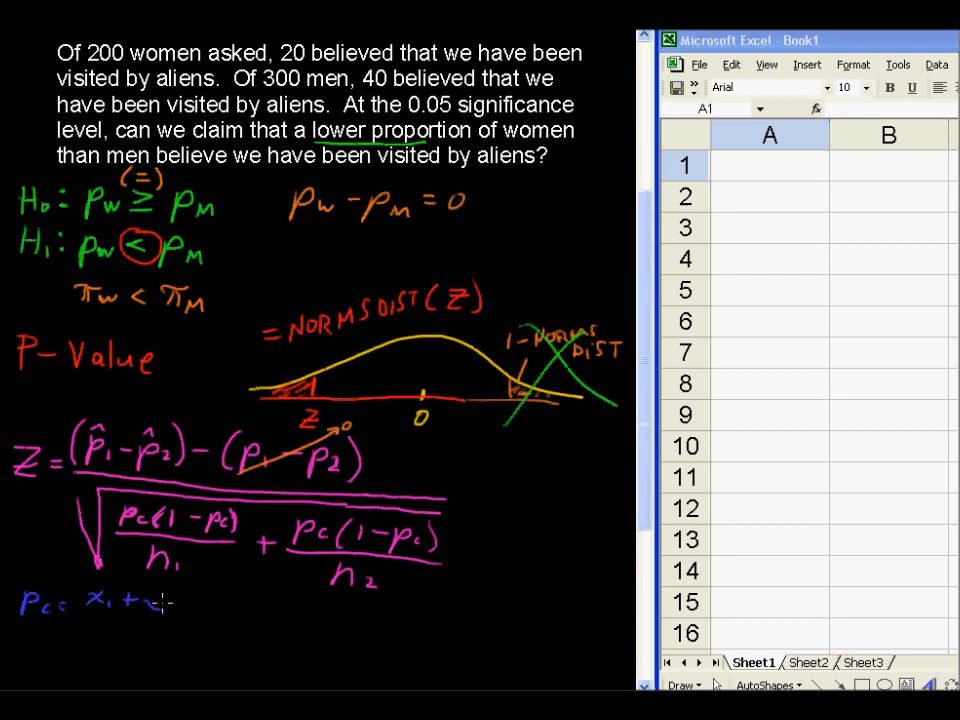 Of 200 women asked, 20 believed that we have been
visited by aliens. Of 300 men, 40 believed that we
have been visited by aliens. At the 0.05 significance
level, can we claim that a lower proportion of women
than men believe we have been visited by aliens?
(=)
H₀: pw ≥ pM
pw - pM = 0
H₁: pw < pM
πw < πM
= NORMSDIST(Z)
P-Value
1-NORMS
DIST
Z
0
0
Z = (p̂₁ - p̂₂) - (p₁ - p₂)
pc(1-pc) + pc(1-pc)
n₁ n₂
pc = x₁ +
Microsoft Excel - Book1
File Edit View Insert Format Tools Data
Arial 10 B U
A1 fx
A B
1
2
3
4
5
6
7
8
9
10
11
12
13
14
15
16
Sheet1 Sheet2 Sheet3
Draw AutoShapes